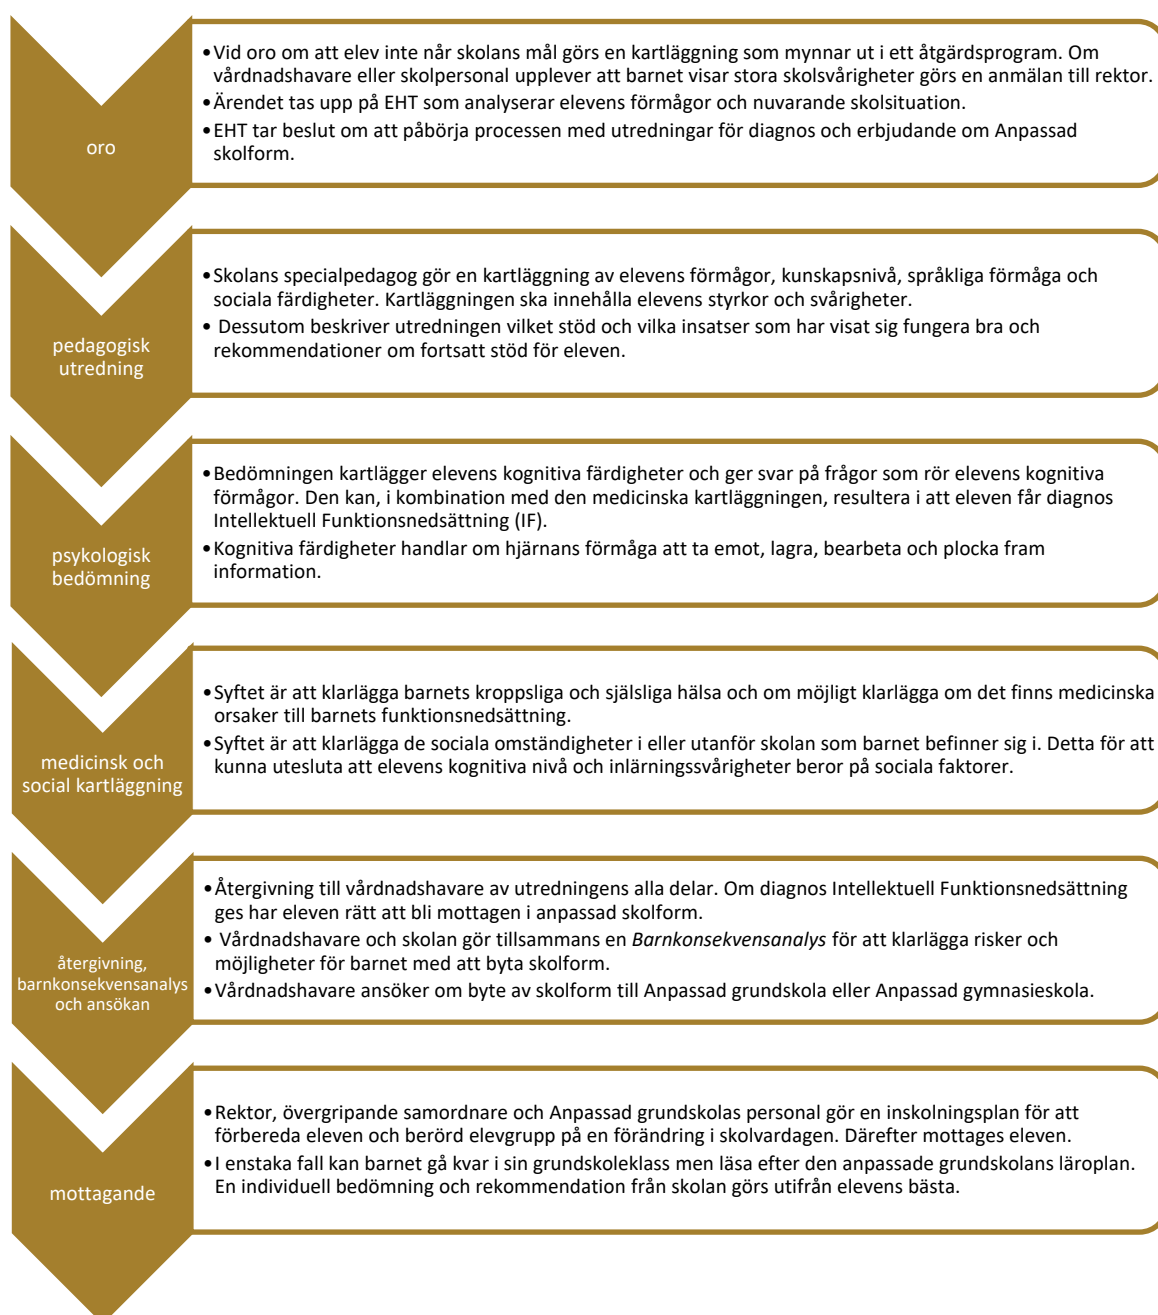 oro
•Vid oro om att elev inte når skolans mål görs en kartläggning som mynnar ut i ett åtgärdsprogram. Om
vårdnadshavare eller skolpersonal upplever att barnet visar stora skolsvårigheter görs en anmälan till rektor.
•Ärendet tas upp på EHT som analyserar elevens förmågor och nuvarande skolsituation.
•EHT tar beslut om att påbörja processen med utredningar för diagnos och erbjudande om Anpassad
skolform.
pedagogisk
utredning
•Skolans specialpedagog gör en kartläggning av elevens förmågor, kunskapsnivå, språkliga förmåga och
sociala färdigheter. Kartläggningen ska innehålla elevens styrkor och svårigheter.
• Dessutom beskriver utredningen vilket stöd och vilka insatser som har visat sig fungera bra och
rekommendationer om fortsatt stöd för eleven.
psykologisk
bedömning
•Bedömningen kartlägger elevens kognitiva färdigheter och ger svar på frågor som rör elevens kognitiva
förmågor. Den kan, i kombination med den medicinska kartläggningen, resultera i att eleven får diagnos
Intellektuell Funktionsnedsättning (IF).
•Kognitiva färdigheter handlar om hjärnans förmåga att ta emot, lagra, bearbeta och plocka fram
information.
medicinsk och
social kartläggning
•Syftet är att klarlägga barnets kroppsliga och själsliga hälsa och om möjligt klarlägga om det finns medicinska
orsaker till barnets funktionsnedsättning.
•Syftet är att klarlägga de sociala omständigheter i eller utanför skolan som barnet befinner sig i. Detta för att
kunna utesluta att elevens kognitiva nivå och inlärningssvårigheter beror på sociala faktorer.
återgivning,
barnkonsekvensanalys
och ansökan
•Återgivning till vårdnadshavare av utredningens alla delar. Om diagnos Intellektuell Funktionsnedsättning
ges har eleven rätt att bli mottagen i anpassad skolform.
• Vårdnadshavare och skolan gör tillsammans en Barnkonsekvensanalys för att klarlägga risker och
möjligheter för barnet med att byta skolform.
•Vårdnadshavare ansöker om byte av skolform till Anpassad grundskola eller Anpassad gymnasieskola.
mottagande
•Rektor, övergripande samordnare och Anpassad grundskolas personal gör en inskolningsplan för att
förbereda eleven och berörd elevgrupp på en förändring i skolvardagen. Därefter mottages eleven.
•I enstaka fall kan barnet gå kvar i sin grundskoleklass men läsa efter den anpassade grundskolans läroplan.
En individuell bedömning och rekommendation från skolan görs utifrån elevens bästa.